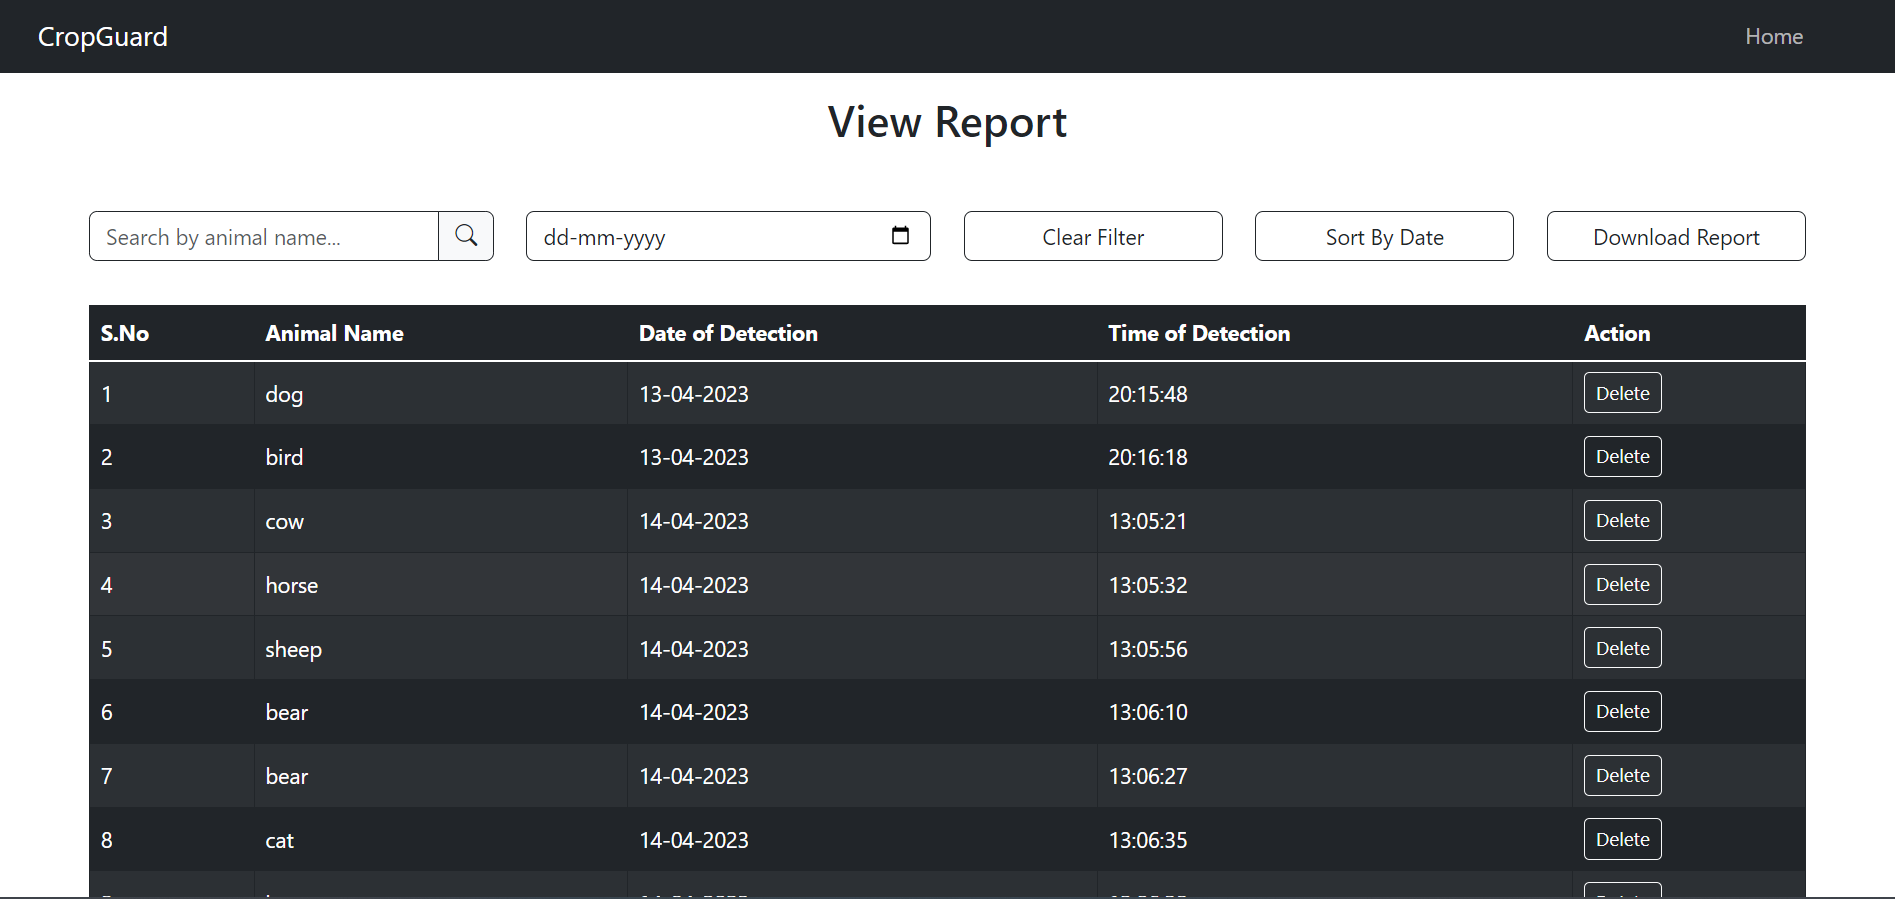 CropGuard Home
View Report
Search by animal name... dd-mm-yyyy Clear Filter Sort By Date Download Report
S.No Animal Name Date of Detection Time of Detection Action
1 dog 13-04-2023 20:15:48 Delete
2 bird 13-04-2023 20:16:18 Delete
3 cow 14-04-2023 13:05:21 Delete
4 horse 14-04-2023 13:05:32 Delete
5 sheep 14-04-2023 13:05:56 Delete
6 bear 14-04-2023 13:06:10 Delete
7 bear 14-04-2023 13:06:27 Delete
8 cat 14-04-2023 13:06:35 Delete